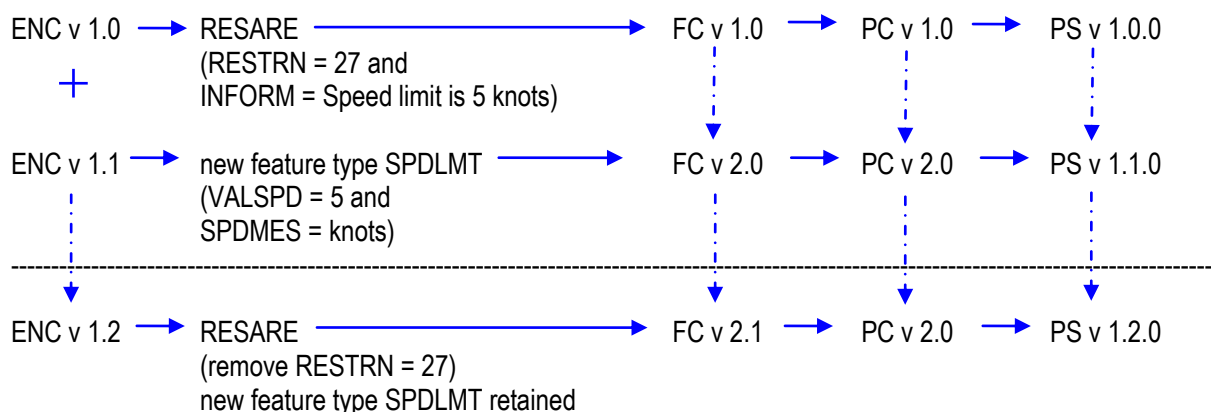 ENC v 1.0 RESARE FC v 1.0 PC v 1.0 PS v 1.0.0
(RESTRN = 27 and
INFORM = Speed limit is 5 knots)
ENC v 1.1 new feature type SPDLMT FC v 2.0 PC v 2.0 PS v 1.1.0
(VALSPD = 5 and
SPDMES = knots)
ENC v 1.2 RESARE FC v 2.1 PC v 2.0 PS v 1.2.0
(remove RESTRN = 27)
new feature type SPDLMT retained